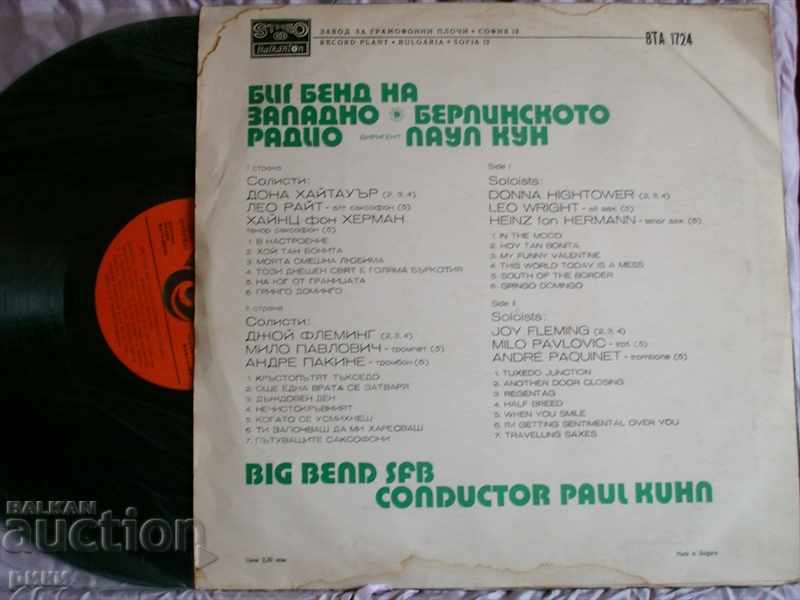 STEREO
Balkanton
ЗАВОД ЗА ГРАМОФОННИ ПЛОЧИ • СОФИЯ 13
RECORD PLANT • BULGARIA • SOFIA 13
ВТА 1724
БИГ БЕНД НА
ЗАПАДНО • БЕРЛИНСКОТО
РАДИО ДИРИГЕНТ ПАУЛ КУН
I страна
Солисти:
ДОНА ХАЙТАУЪР (2, 3, 4)
ЛЕО РАЙТ - алт саксофон (5)
ХАЙНЦ фон ХЕРМАН
тенор саксофон (5)
1. В НАСТРОЕНИЕ
2. ХОЙ ТАН БОНИТА
3. МОЯТА СМЕШНА ЛЮБИМА
4. ТОЗИ ДНЕШЕН СВЯТ Е ГОЛЯМА БЪРКОТИЯ
5. НА ЮГ ОТ ГРАНИЦАТА
6. ГРИНГО ДОМИНГО
II страна
Солисти:
ДЖОЙ ФЛЕМИНГ (2, 3, 4)
МИЛО ПАВЛОВИЧ - тромпет (5)
АНДРЕ ПАКИНЕ - тромбон (5)
1. КРЪСТОПЪТЯТ ТЪКСЕДО
2. ОЩЕ ЕДНА ВРАТА СЕ ЗАТВАРЯ
3. ДЪЖДОВЕН ДЕН
4. НЕЧИСТОКРЪВНИЯТ
5. КОГАТО СЕ УСМИХНЕШ
6. ТИ ЗАПОЧВАШ ДА МИ ХАРЕСВАШ
7. ПЪТУВАЩИТЕ САКСОФОНИ
Side I
Soloists:
DONNA HIGHTOWER (2, 3, 4)
LEO WRIGHT - alt sax. (5)
HEINZ fon HERMANN - tenor sax (5)
1. IN THE MOOD
2. HOY TAN BONITA
3. MY FUNNY VALENTINE
4. THIS WORLD TODAY IS A MESS
5. SOUTH OF THE BORDER
6. GRINGO DOMINGO
Side II
Soloists:
JOY FLEMING (2, 3, 4)
MILO PAVLOVIC - trp. (5)
ANDRÉ PAQUINET - trombone (5)
1. TUXEDO JUNCTION
2. ANOTHER DOOR CLOSING
3. REGENTAG
4. HALF BREED
5. WHEN YOU SMILE
6. I'M GETTING SENTIMENTAL OVER YOU
7. TRAVELLING SAXES
BIG BEND SFB
CONDUCTOR PAUL KUHN
Made in Bulgaria
BALKAN
auction